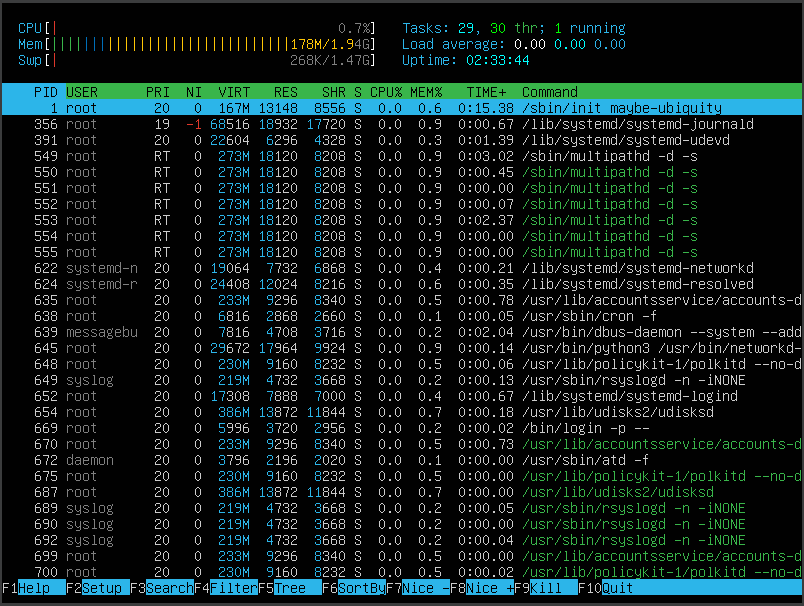 CPU[| 0.7%] Tasks: 29, 30 thr; 1 running
Mem[||||||||||||||||||||||||||||||178M/1.94G] Load average: 0.00 0.00 0.00
Swp[| 268K/1.47G] Uptime: 02:33:44
PID USER PRI NI VIRT RES SHR S CPU% MEM% TIME+ Command
1 root 20 0 167M 13148 8556 S 0.0 0.6 0:15.38 /sbin/init maybe-ubiquity
356 root 19 -1 68516 18932 17720 S 0.0 0.9 0:00.67 /lib/systemd/systemd-journald
391 root 20 0 22604 6296 4328 S 0.0 0.3 0:01.39 /lib/systemd/systemd-udevd
549 root RT 0 273M 18120 8208 S 0.0 0.9 0:03.02 /sbin/multipathd -d -s
550 root RT 0 273M 18120 8208 S 0.0 0.9 0:00.45 /sbin/multipathd -d -s
551 root RT 0 273M 18120 8208 S 0.0 0.9 0:00.00 /sbin/multipathd -d -s
552 root RT 0 273M 18120 8208 S 0.0 0.9 0:00.07 /sbin/multipathd -d -s
553 root RT 0 273M 18120 8208 S 0.0 0.9 0:02.37 /sbin/multipathd -d -s
554 root RT 0 273M 18120 8208 S 0.0 0.9 0:00.00 /sbin/multipathd -d -s
555 root RT 0 273M 18120 8208 S 0.0 0.9 0:00.00 /sbin/multipathd -d -s
622 systemd-n 20 0 19064 7732 6868 S 0.0 0.4 0:00.21 /lib/systemd/systemd-networkd
624 systemd-r 20 0 24408 12024 8216 S 0.0 0.6 0:00.35 /lib/systemd/systemd-resolved
635 root 20 0 233M 9296 8340 S 0.0 0.5 0:00.78 /usr/lib/accountsservice/accounts-d
638 root 20 0 6816 2868 2660 S 0.0 0.1 0:00.05 /usr/sbin/cron -f
639 messagebu 20 0 7816 4708 3716 S 0.0 0.2 0:02.04 /usr/bin/dbus-daemon --system --add
645 root 20 0 29672 17964 9924 S 0.0 0.9 0:00.14 /usr/bin/python3 /usr/bin/networkd-
648 root 20 0 230M 9160 8232 S 0.0 0.5 0:00.06 /usr/lib/policykit-1/polkitd --no-d
649 syslog 20 0 219M 4732 3668 S 0.0 0.2 0:00.13 /usr/sbin/rsyslogd -n -iNONE
652 root 20 0 17308 7888 7000 S 0.0 0.4 0:00.67 /lib/systemd/systemd-logind
654 root 20 0 386M 13872 11844 S 0.0 0.7 0:00.18 /usr/lib/udisks2/udisksd
669 root 20 0 5996 3720 2956 S 0.0 0.2 0:00.02 /bin/login -p --
670 root 20 0 233M 9296 8340 S 0.0 0.5 0:00.73 /usr/lib/accountsservice/accounts-d
672 daemon 20 0 3796 2196 2020 S 0.0 0.1 0:00.00 /usr/sbin/atd -f
675 root 20 0 230M 9160 8232 S 0.0 0.5 0:00.00 /usr/lib/policykit-1/polkitd --no-d
687 root 20 0 386M 13872 11844 S 0.0 0.7 0:00.00 /usr/lib/udisks2/udisksd
689 syslog 20 0 219M 4732 3668 S 0.0 0.2 0:00.05 /usr/sbin/rsyslogd -n -iNONE
690 syslog 20 0 219M 4732 3668 S 0.0 0.2 0:00.00 /usr/sbin/rsyslogd -n -iNONE
692 syslog 20 0 219M 4732 3668 S 0.0 0.2 0:00.04 /usr/sbin/rsyslogd -n -iNONE
699 root 20 0 233M 9296 8340 S 0.0 0.5 0:00.00 /usr/lib/accountsservice/accounts-d
700 root 20 0 230M 9160 8232 S 0.0 0.5 0:00.02 /usr/lib/policykit-1/polkitd --no-d
F1Help F2Setup F3SearchF4FilterF5Tree F6SortByF7Nice -F8Nice +F9Kill F10Quit